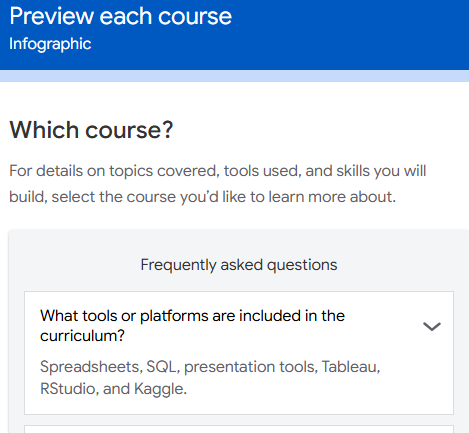 Preview each course
Infographic
Which course?
For details on topics covered, tools used, and skills you will
build, select the course you’d like to learn more about.
Frequently asked questions
What tools or platforms are included in the
curriculum?
Spreadsheets, SQL, presentation tools, Tableau,
RStudio, and Kaggle.